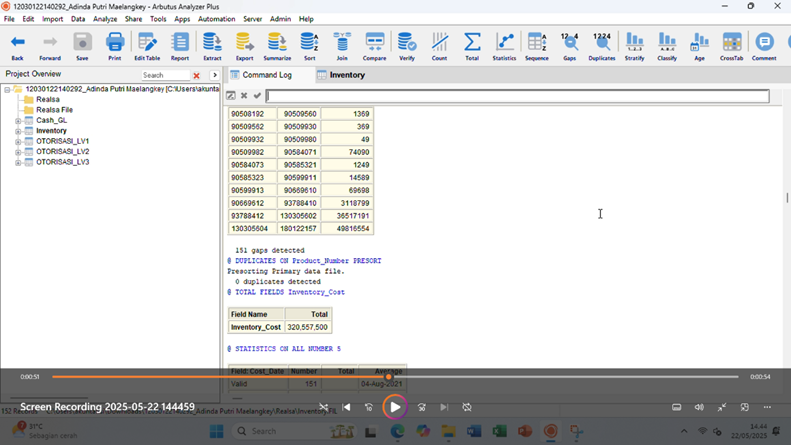 12030122140292_Adinda Putri Maelangkey - Arbutus Analyzer Plus
File Edit Import Data Analyze Share Tools Apps Automation Server Admin Help
Back Forward Save Print Edit Table Report Extract Export Summarize Sort Join Compare Verify Count Total Statistics Sequence Gaps Duplicates Stratify Classify Age CrossTab Comment
Project Overview Search
Command Log Inventory
12030122140292_Adinda Putri Maelangkey [C:\Users\akunta
Realsa
Realsa File
Cash_GL
Inventory
OTORISASI_LV1
OTORISASI_LV2
OTORISASI_LV3
90508192 90509560 1369
90509562 90509930 369
90509932 90509980 49
90509982 90584071 74090
90584073 90585321 1249
90585323 90599911 14589
90599913 90669610 69698
90669612 93788410 3118799
93788412 130305602 36517191
130305604 180122157 49816554
151 gaps detected
@ DUPLICATES ON Product_Number PRESORT
Presorting Primary data file.
0 duplicates detected
@ TOTAL FIELDS Inventory_Cost
Field Name Total
Inventory_Cost 320,557,500
@ STATISTICS ON ALL NUMBER 5
Field: Cost_Date Number Total Average
Valid 151 04-Aug-2021
0:00:51 0:00:54
Screen Recording 2025-05-22 144459
152 Records
31°C
Sebagian cerah
Search
14.44
22/05/2025